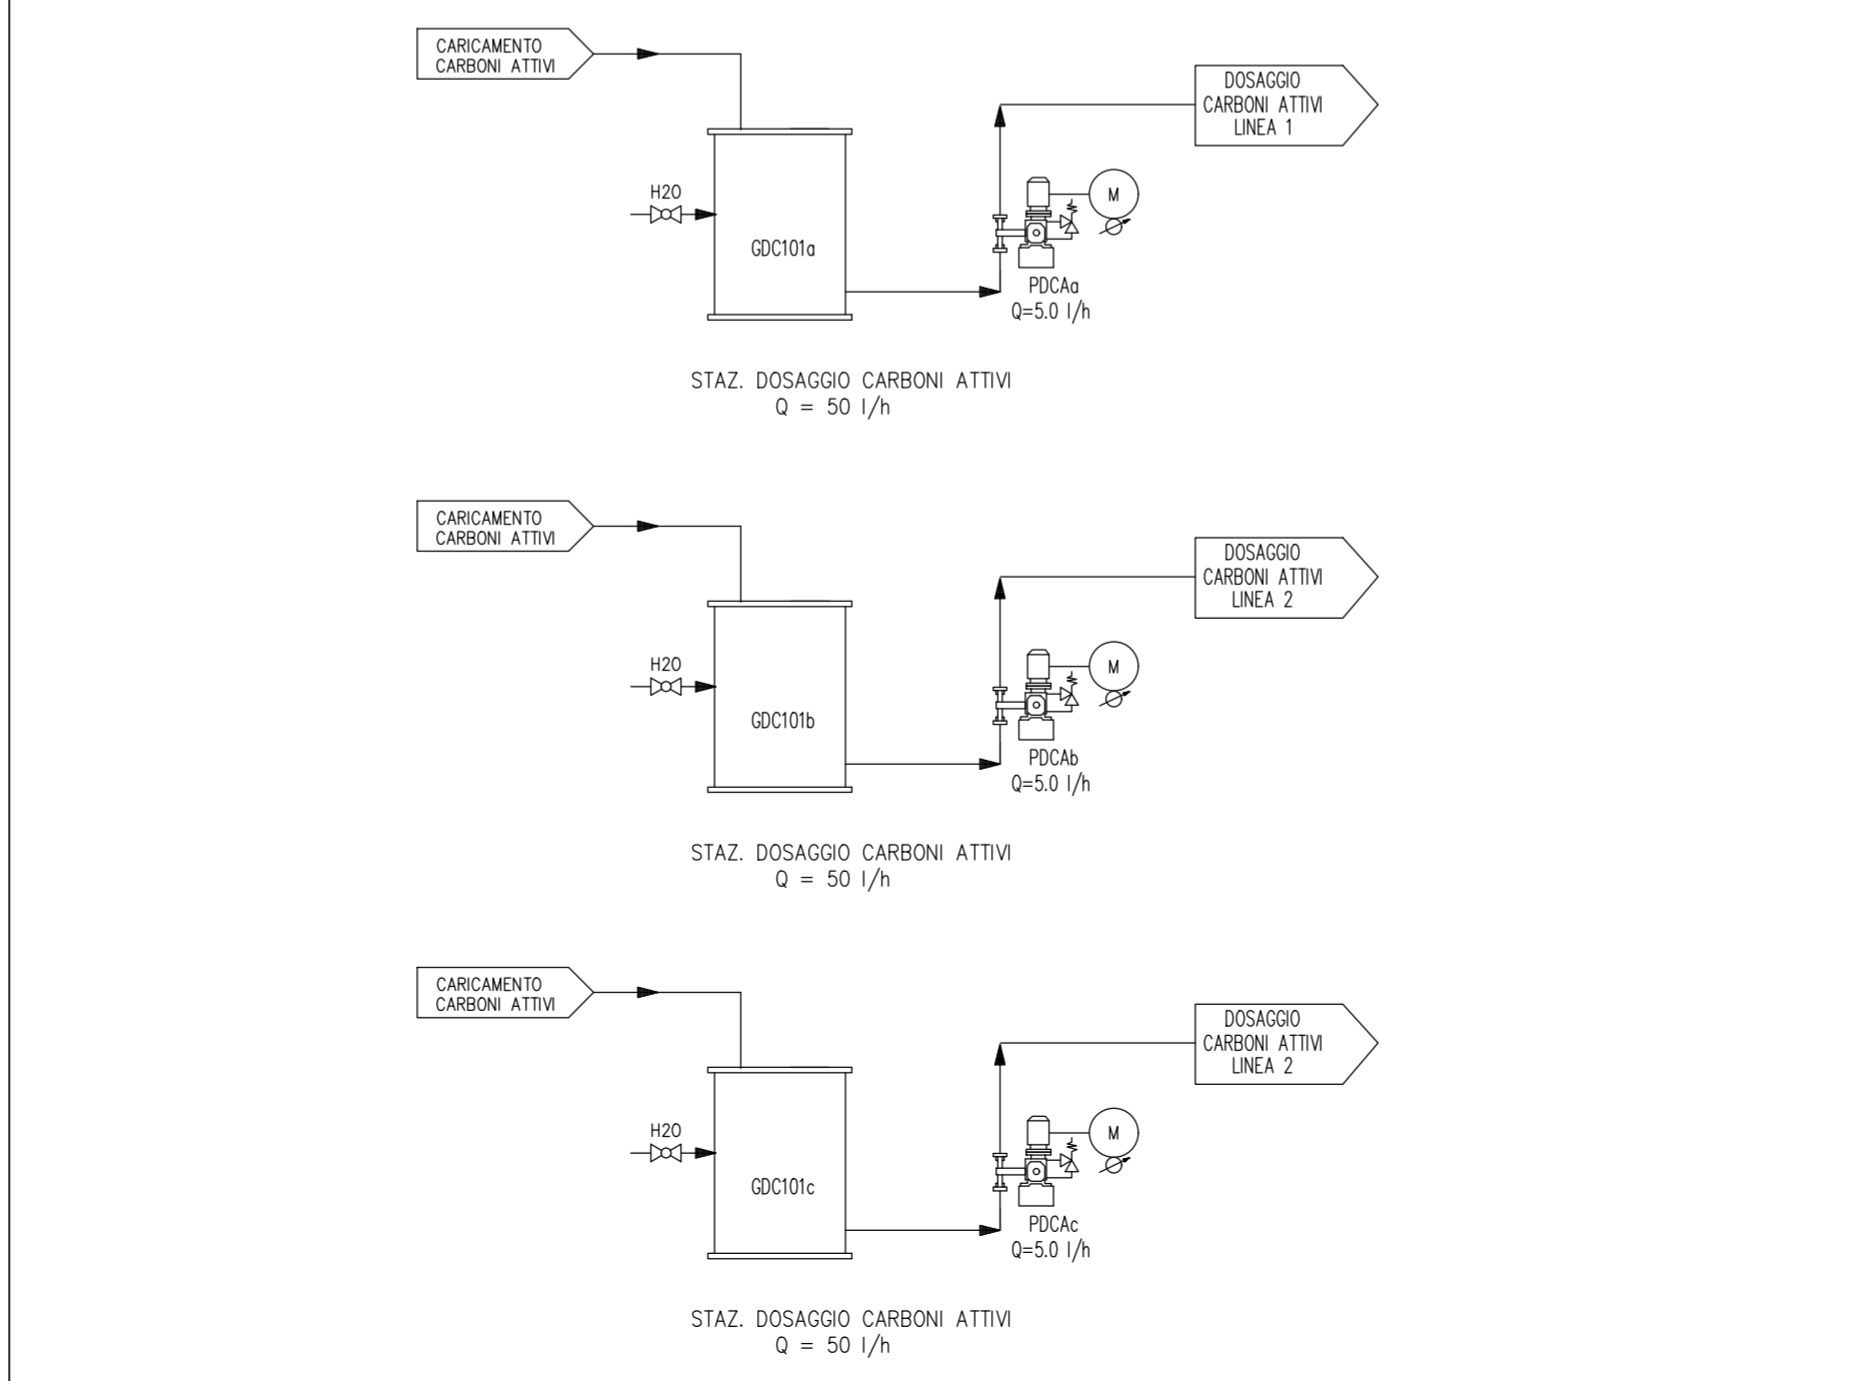 CARICAMENTO
CARBONI ATTIVI
DOSAGGIO
CARBONI ATTIVI
LINEA 1
H2O
M
GDC101a
PDCAa
Q=5.0 l/h
STAZ. DOSAGGIO CARBONI ATTIVI
Q = 50 l/h
CARICAMENTO
CARBONI ATTIVI
DOSAGGIO
CARBONI ATTIVI
LINEA 2
H2O
M
GDC101b
PDCAb
Q=5.0 l/h
STAZ. DOSAGGIO CARBONI ATTIVI
Q = 50 l/h
CARICAMENTO
CARBONI ATTIVI
DOSAGGIO
CARBONI ATTIVI
LINEA 2
H2O
M
GDC101c
PDCAc
Q=5.0 l/h
STAZ. DOSAGGIO CARBONI ATTIVI
Q = 50 l/h